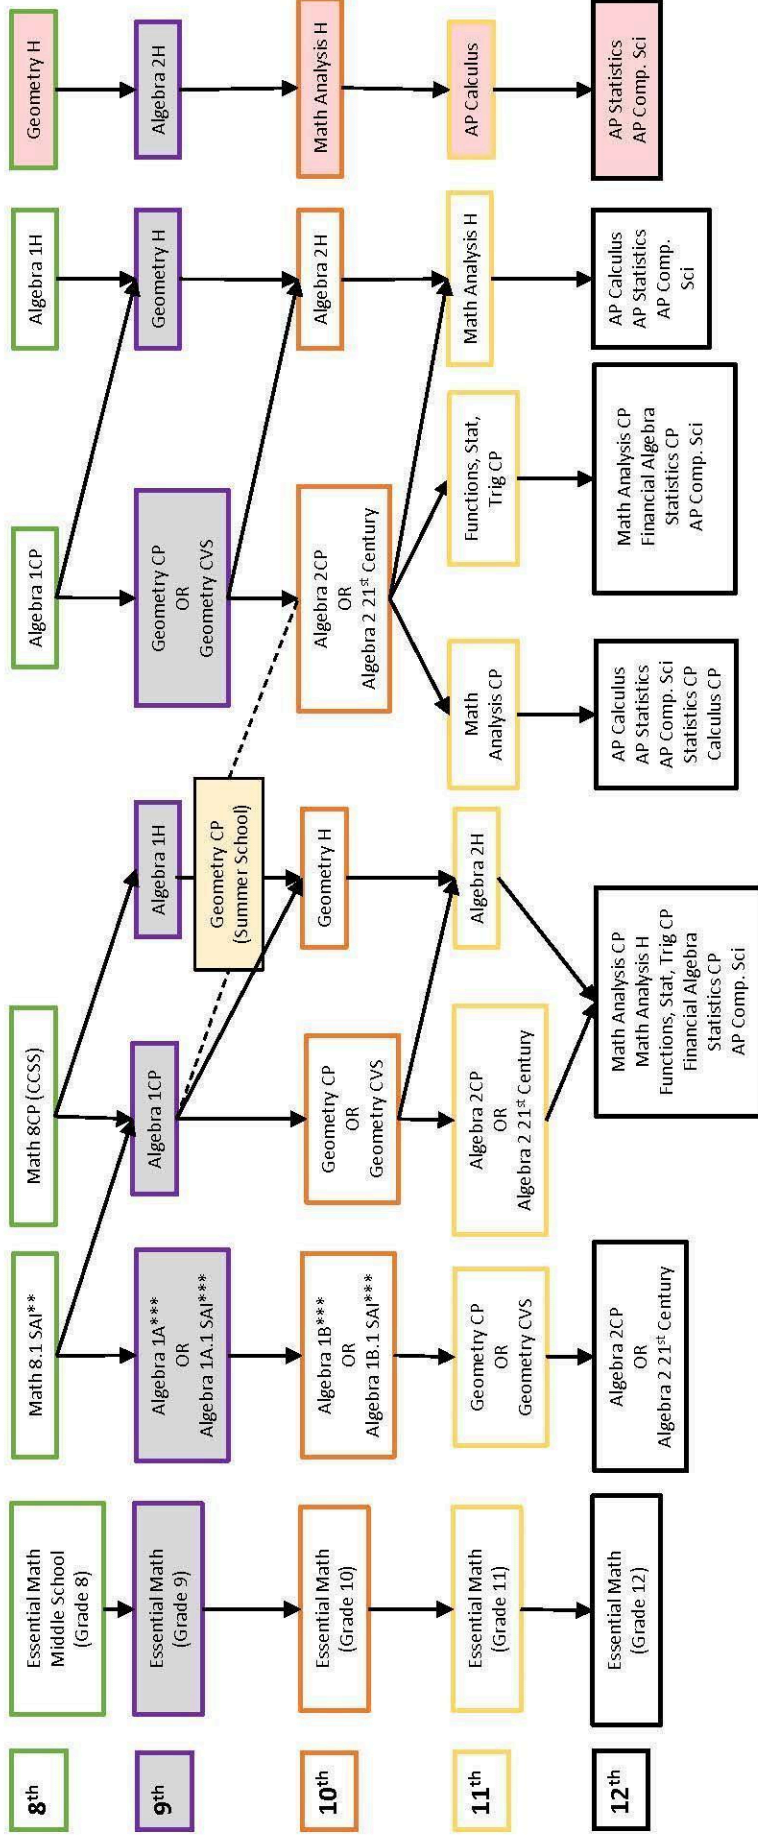 8th
Essential Math
Middle School
(Grade 8)
Math 8.1 SAI**
Math 8CP (CCSS)
Algebra 1CP
Algebra 1H
Geometry H
9th
Essential Math
(Grade 9)
Algebra 1A***
OR
Algebra 1A.1 SAI***
Algebra 1CP
Algebra 1H
Geometry CP
OR
Geometry CVS
Geometry H
Algebra 2H
Geometry CP
(Summer School)
10th
Essential Math
(Grade 10)
Algebra 1B***
OR
Algebra 1B.1 SAI***
Geometry CP
OR
Geometry CVS
Geometry H
Algebra 2CP
OR
Algebra 2 21st Century
Algebra 2H
Math Analysis H
11th
Essential Math
(Grade 11)
Geometry CP
OR
Geometry CVS
Algebra 2CP
OR
Algebra 2 21st Century
Algebra 2H
Math
Analysis CP
Functions, Stat,
Trig CP
Math Analysis H
AP Calculus
12th
Essential Math
(Grade 12)
Algebra 2CP
OR
Algebra 2 21st Century
Math Analysis CP
Math Analysis H
Functions, Stat, Trig CP
Financial Algebra
Statistics CP
AP Comp. Sci
AP Calculus
AP Statistics
AP Comp. Sci
Statistics CP
Calculus CP
Math Analysis CP
Financial Algebra
Statistics CP
AP Comp. Sci
AP Calculus
AP Statistics
AP Comp.
Sci
AP Statistics
AP Comp. Sci